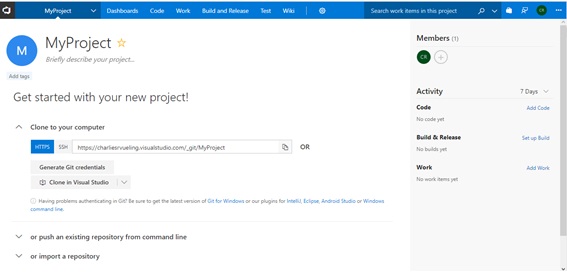 MyProject Dashboards Code Work Build and Release Test Wiki Search work items in this project CR
M
MyProject
Briefly describe your project...
Add tags
Get started with your new project!
Clone to your computer
HTTPS SSH https://charliesrvueling.visualstudio.com/_git/MyProject OR
Generate Git credentials
Clone in Visual Studio
Having problems authenticating in Git? Be sure to get the latest version of Git for Windows or our plugins for IntelliJ, Eclipse, Android Studio or Windows
command line.
or push an existing repository from command line
or import a repository
Members (1)
CR
Activity 7 Days
Code Add Code
No code yet
Build & Release Set up Build
No builds yet
Work Add Work
No work items yet